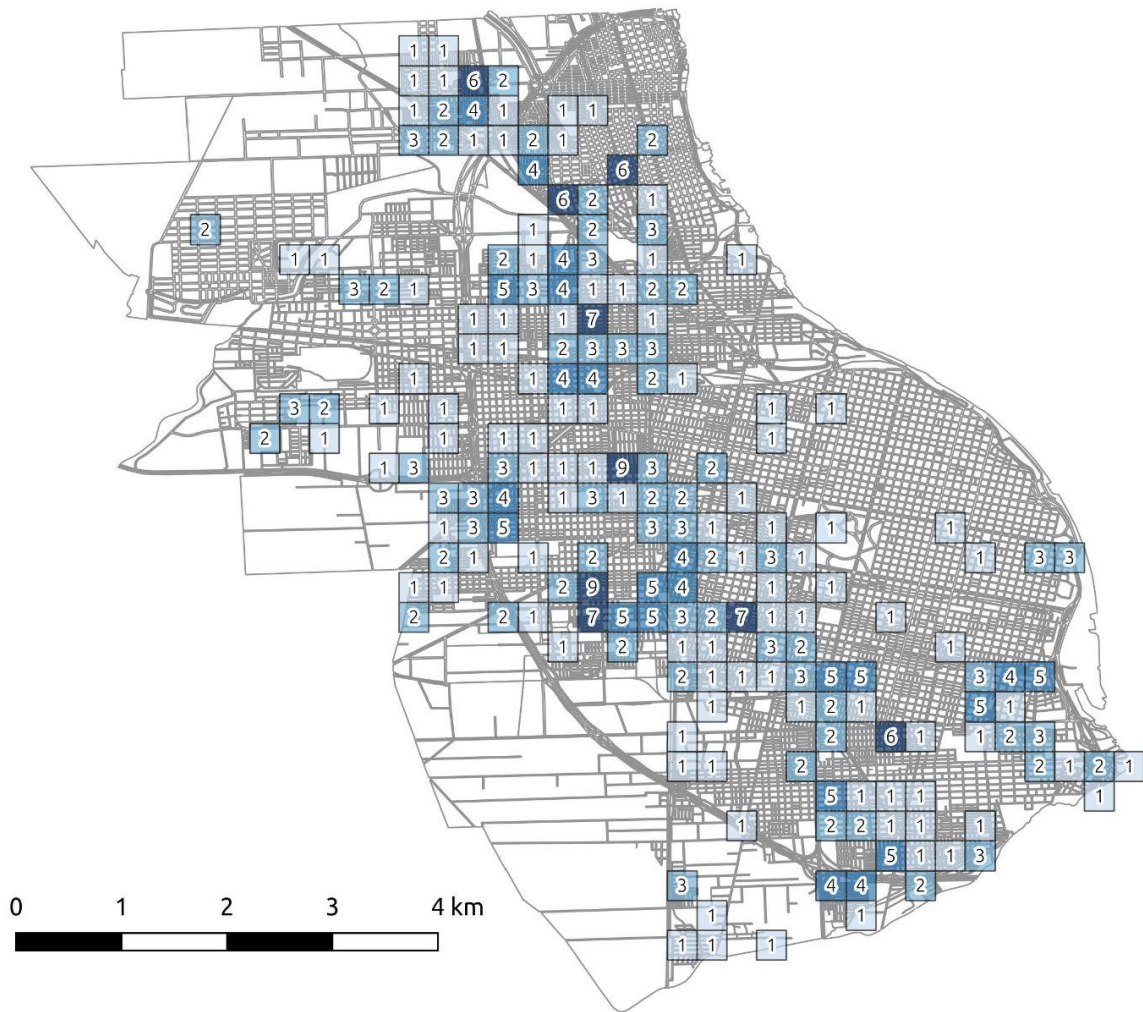 1 1
1 1 6 2
1 2 4 1 1 1
3 2 1 1 2 1 2
4 6
6 2 1
2 1 2 3
1 1 2 1 4 3 1 1
3 2 1 5 3 4 1 1 2 2
1 1 1 7 1
1 1 2 3 3 3
1 1 4 4 2 1
3 2 1 1 1 1 1 1
2 1 1 1 1 1
1 3 3 1 1 1 9 3 2
3 3 4 1 3 1 2 2 1
1 3 5 3 3 1 1 1 1
2 1 1 2 4 2 1 3 1 1 3 3
1 1 2 9 5 4 1 1
2 2 1 7 5 5 3 2 7 1 1 1
1 2 1 1 3 2 1
2 1 1 1 3 5 5 3 4 5
1 1 2 1 5 1
1 2 6 1 1 2 3
1 1 2 2 1 2 1
5 1 1 1 1
1 2 2 1 1 1
5 1 1 3
3 4 4 2
1 1
1 1 1
0 1 2 3 4 km